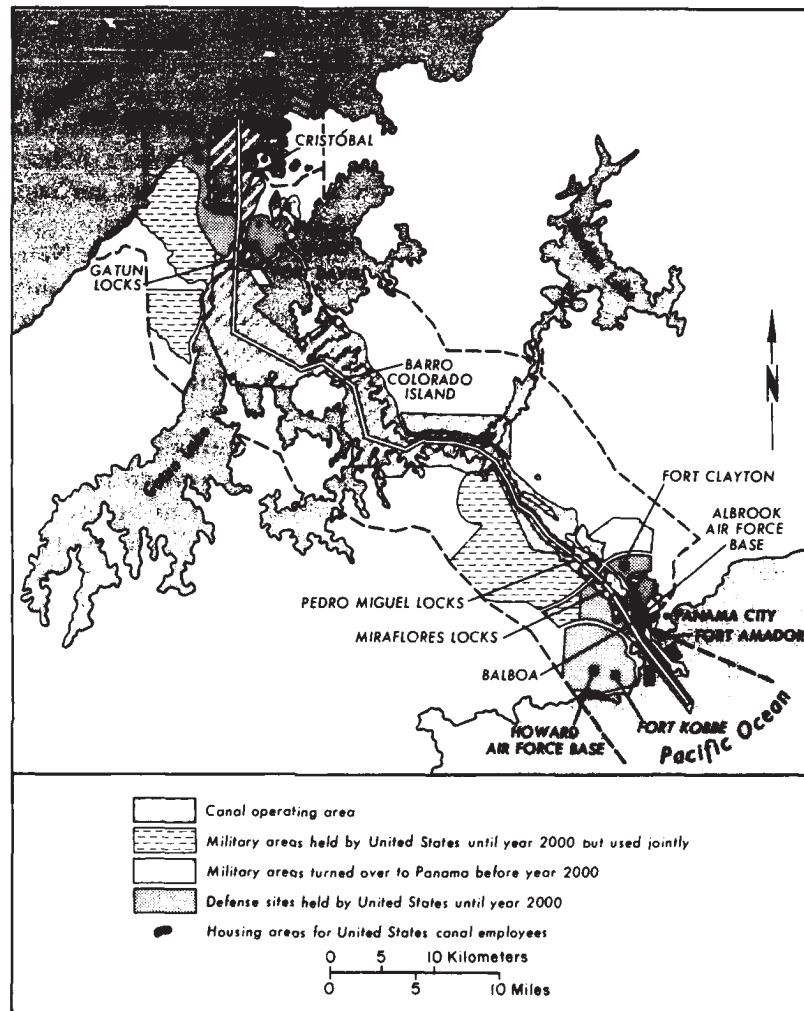 CRISTÓBAL
GATUN
LOCKS
BARRO
COLORADO
ISLAND
N
FORT CLAYTON
ALBROOK
AIR FORCE
BASE
PEDRO MIGUEL LOCKS
PANAMA CITY
MIRAFLORES LOCKS
FORT AMADOR
BALBOA
HOWARD
AIR FORCE BASE
FORT KOBBE
Pacific Ocean
Canal operating area
Military areas held by United States until year 2000 but used jointly
Military areas turned over to Panama before year 2000
Defense sites held by United States until year 2000
Housing areas for United States canal employees
0 5 10 Kilometers
0 5 10 Miles